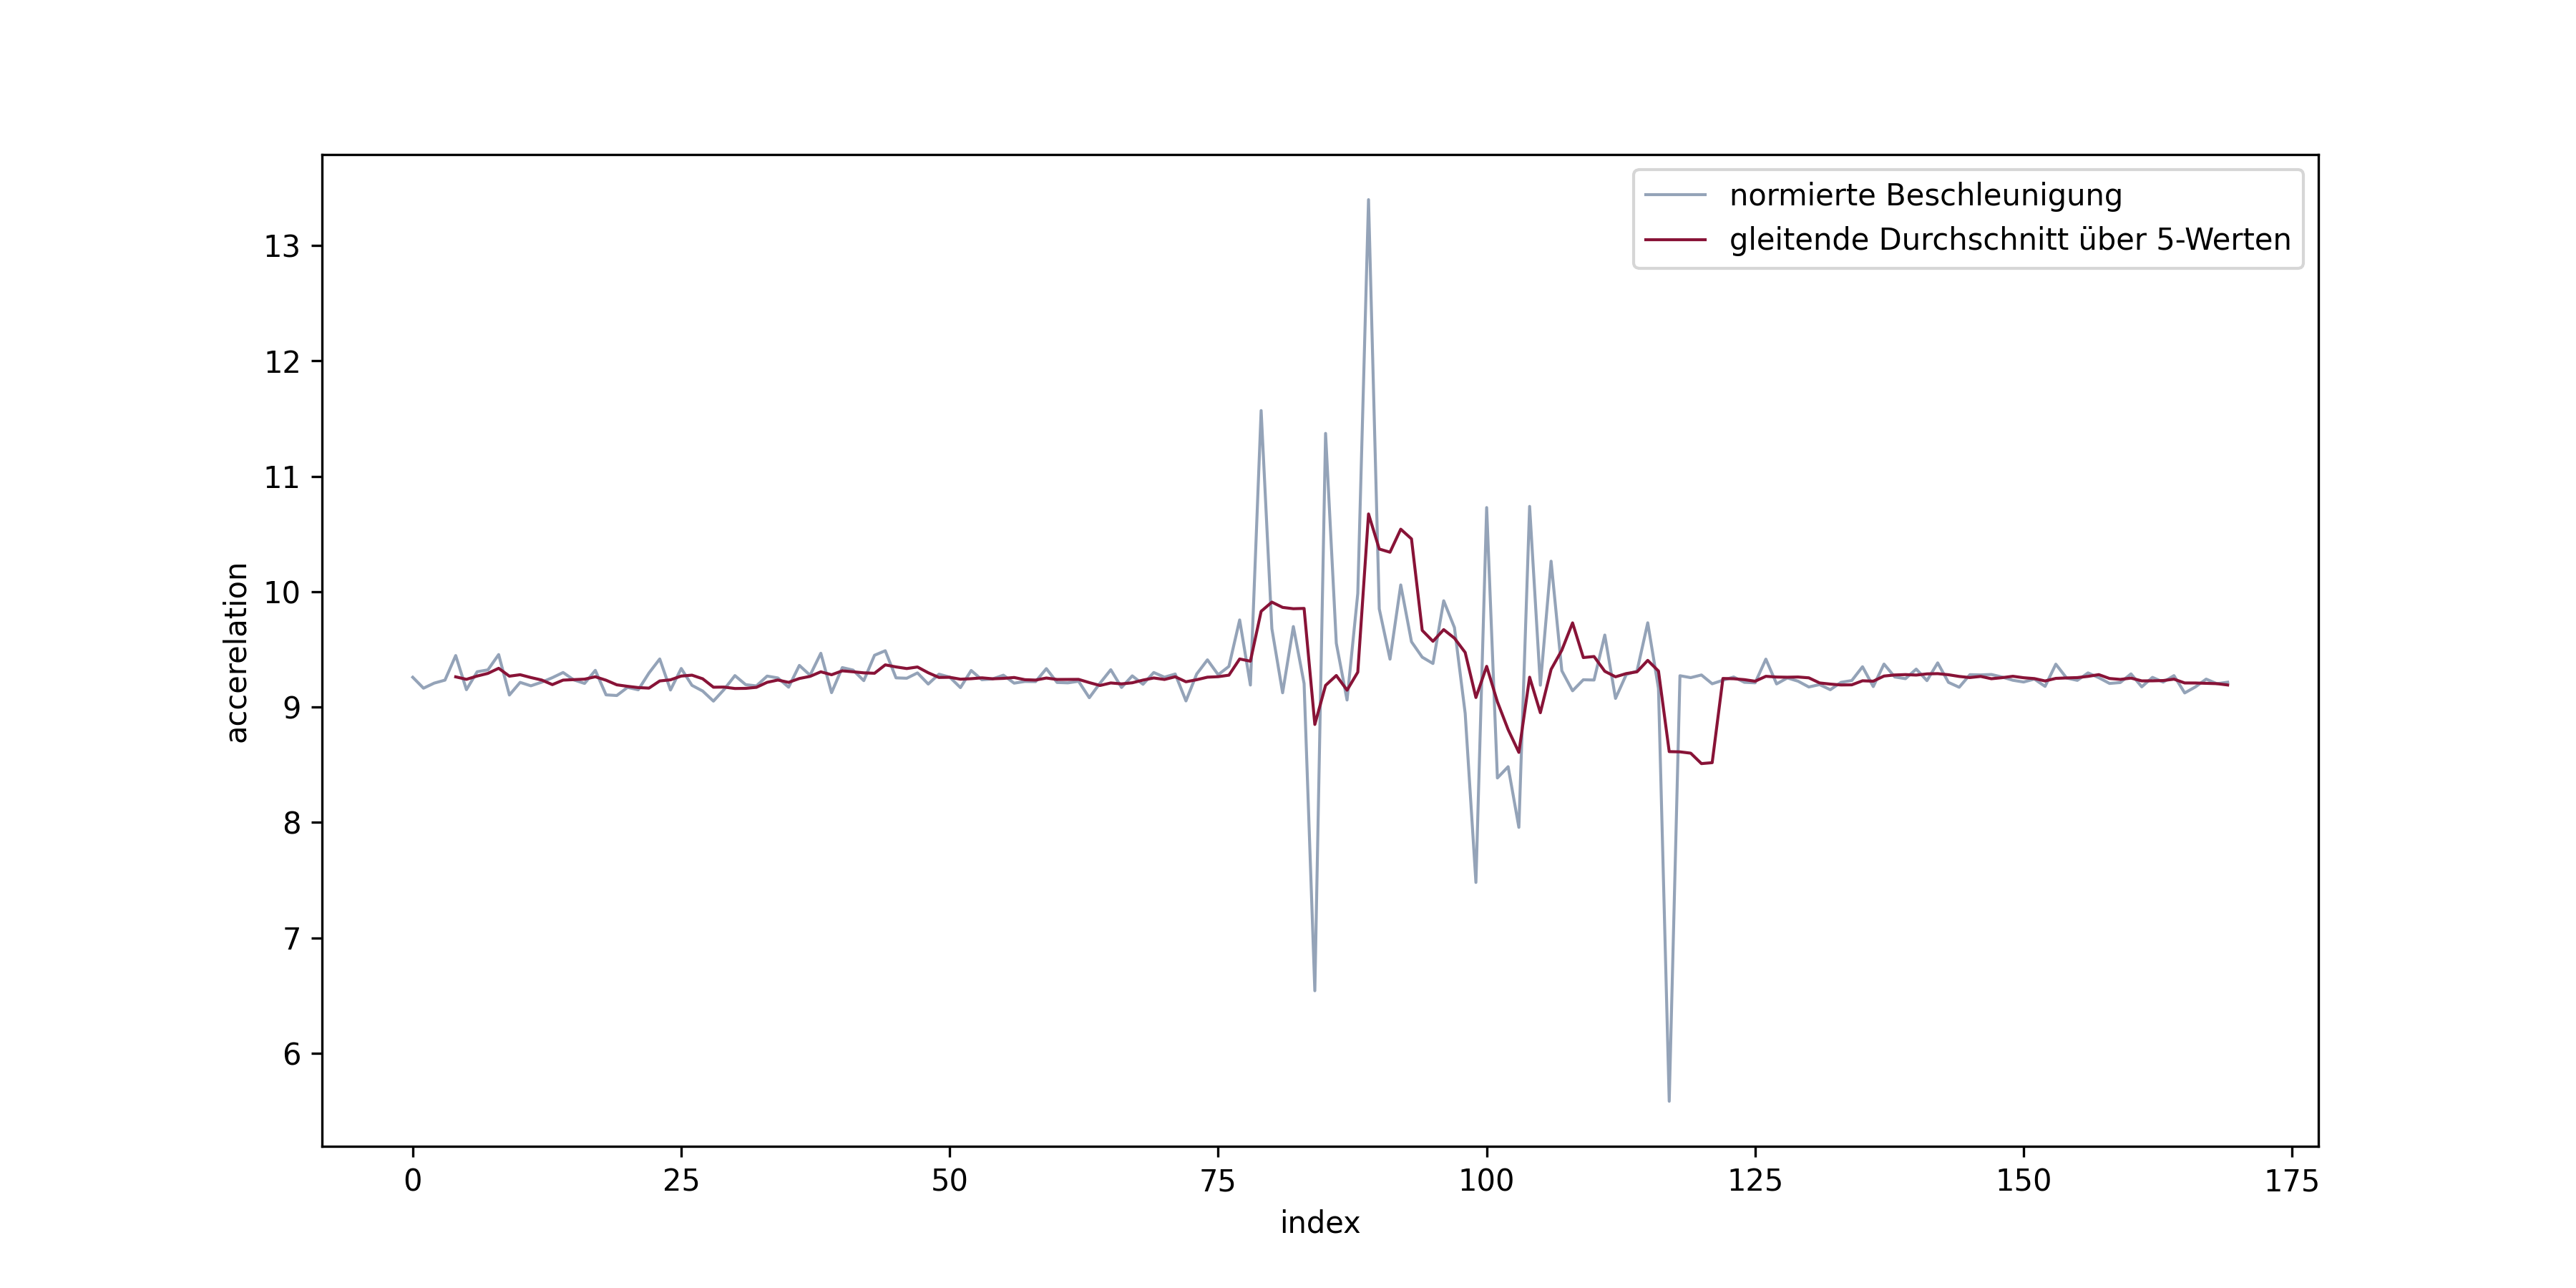 normierte Beschleunigung
gleitende Durchschnitt über 5-Werten
13
12
11
10
9
8
7
6
accerelation
0 25 50 75 100 125 150 175
index